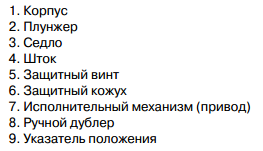 1. Корпус
2. Плунжер
3. Седло
4. Шток
5. Защитный винт
6. Защитный кожух
7. Исполнительный механизм (привод)
8. Ручной дублер
9. Указатель положения